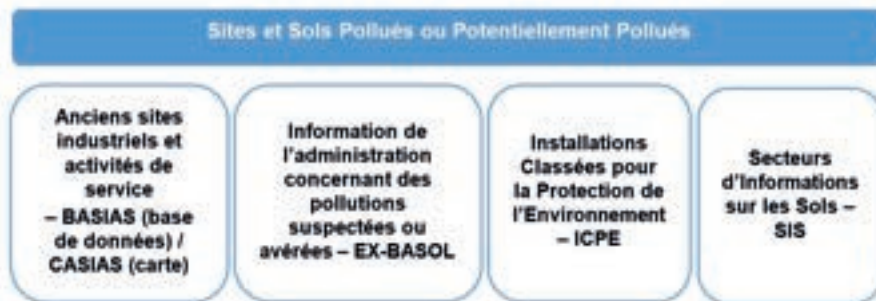 Sites et Sols Pollués ou Potentiellement Pollués
Anciens sites
industriels et
activités de
service
– BASIAS (base
de données) /
CASIAS (carte)
Information de
l'administration
concernant des
pollutions
suspectées ou
avérées – EX-BASOL
Installations
Classées pour
la Protection de
l'Environnement
– ICPE
Secteurs
d'Informations
sur les Sols –
SIS